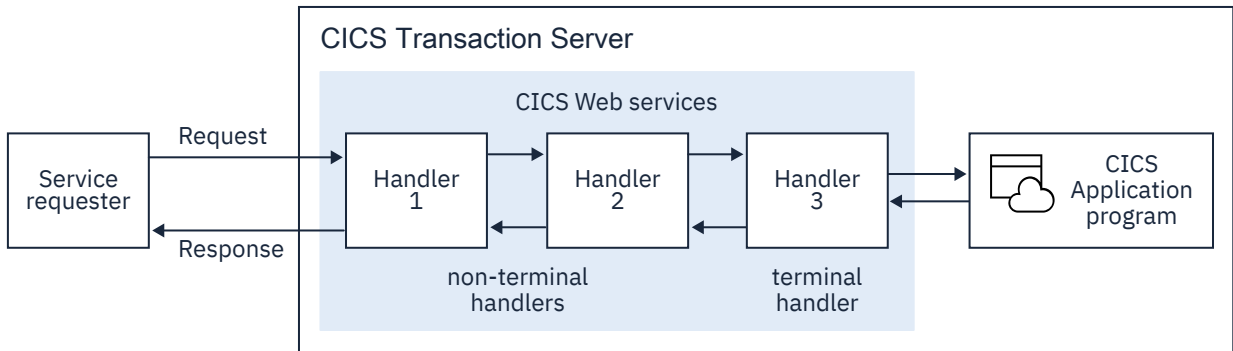 CICS Transaction Server
CICS Web services
Request
Service
requester
Handler
1
Handler
2
Handler
3
CICS
Application
program
Response
non-terminal
handlers
terminal
handler